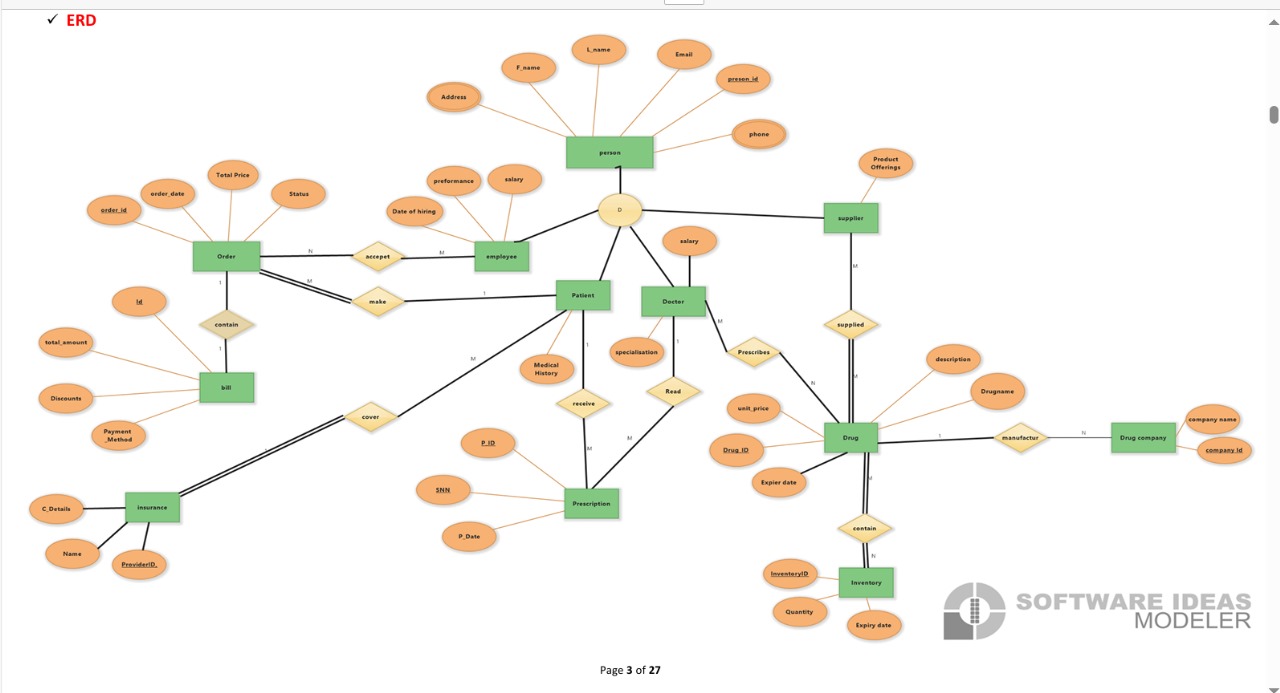 ✓ ERD
L_name
Email
F_name
preson_id
Address
phone
person
Product
Offerings
Total Price
preformance
salary
order_date
Status
order_id
Date of hiring
D
supplier
salary
Order
N
accepet
M
employee
M
make
1
Patient
Doctor
M
1
Id
contain
1
total_amount
bill
Discounts
Payment
_Method
M
cover
Medical
History
1
specialisation
1
M
Prescribes
N
supplied
M
description
Drugname
receive
Read
unit_price
M
M
P_ID
Drug_ID
Drug
1
manufactur
N
Drug company
company name
company_id
Expier date
SNN
Prescription
P_Date
M
contain
N
C_Details
insurance
Name
ProviderID_
InventoryID
Inventory
Quantity
Expiry date
SOFTWARE IDEAS
MODELER
Page 3 of 27